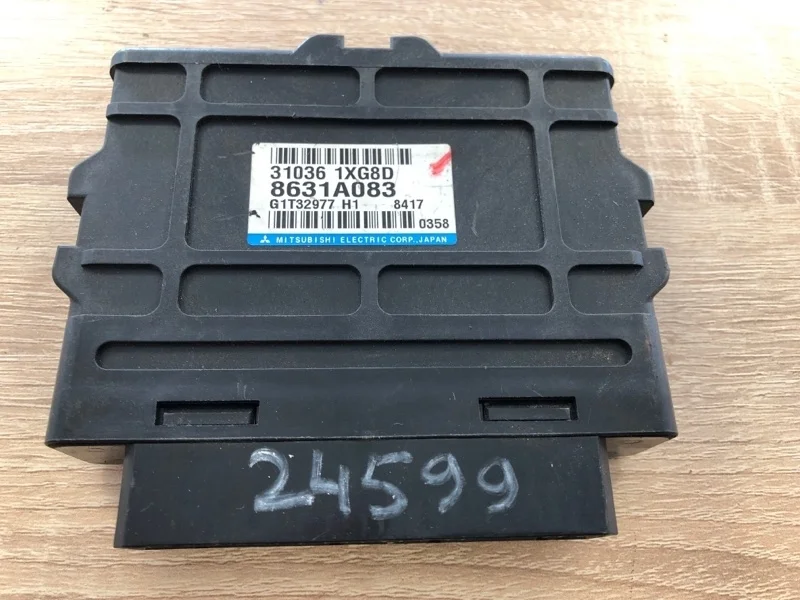 31036 1XG8D
8631A083
G1T32977 H1 8417
0358
MITSUBISHI ELECTRIC CORP., JAPAN
24599